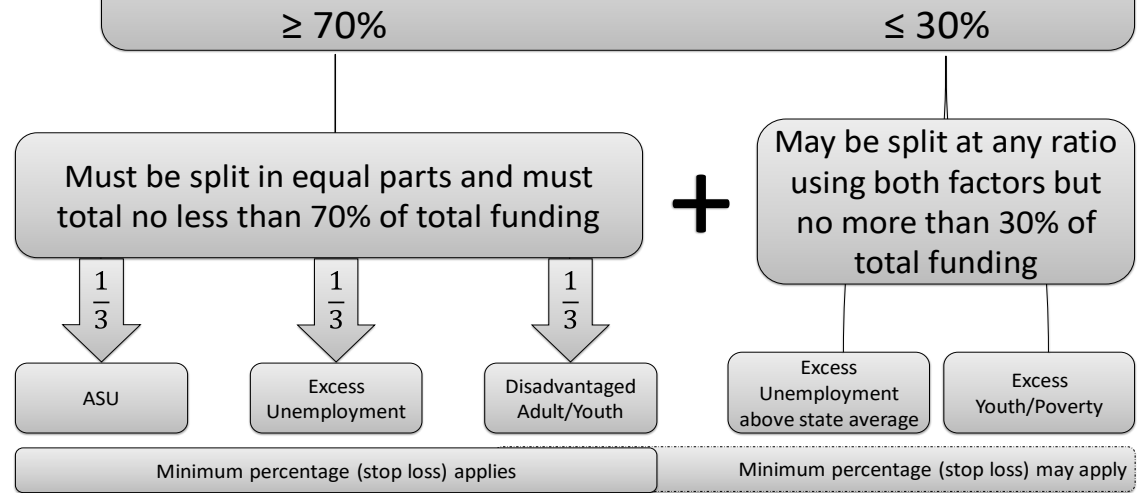 ≥ 70%
≤ 30%
Must be split in equal parts and must
total no less than 70% of total funding
+
May be split at any ratio
using both factors but
no more than 30% of
total funding
1/3
1/3
1/3
ASU
Excess
Unemployment
Disadvantaged
Adult/Youth
Excess
Unemployment
above state average
Excess
Youth/Poverty
Minimum percentage (stop loss) applies
Minimum percentage (stop loss) may apply